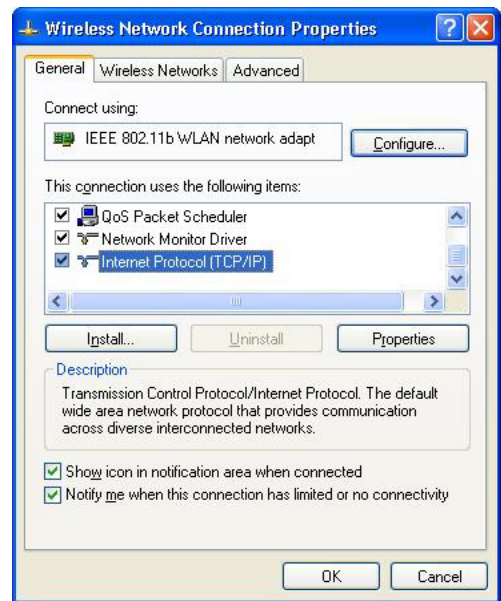 Wireless Network Connection Properties
General Wireless Networks Advanced
Connect using:
IEEE 802.11b WLAN network adapt
Configure...
This connection uses the following items:
QoS Packet Scheduler
Network Monitor Driver
Internet Protocol (TCP/IP)
Install... Uninstall Properties
Description
Transmission Control Protocol/Internet Protocol. The default
wide area network protocol that provides communication
across diverse interconnected networks.
Show icon in notification area when connected
Notify me when this connection has limited or no connectivity
OK Cancel